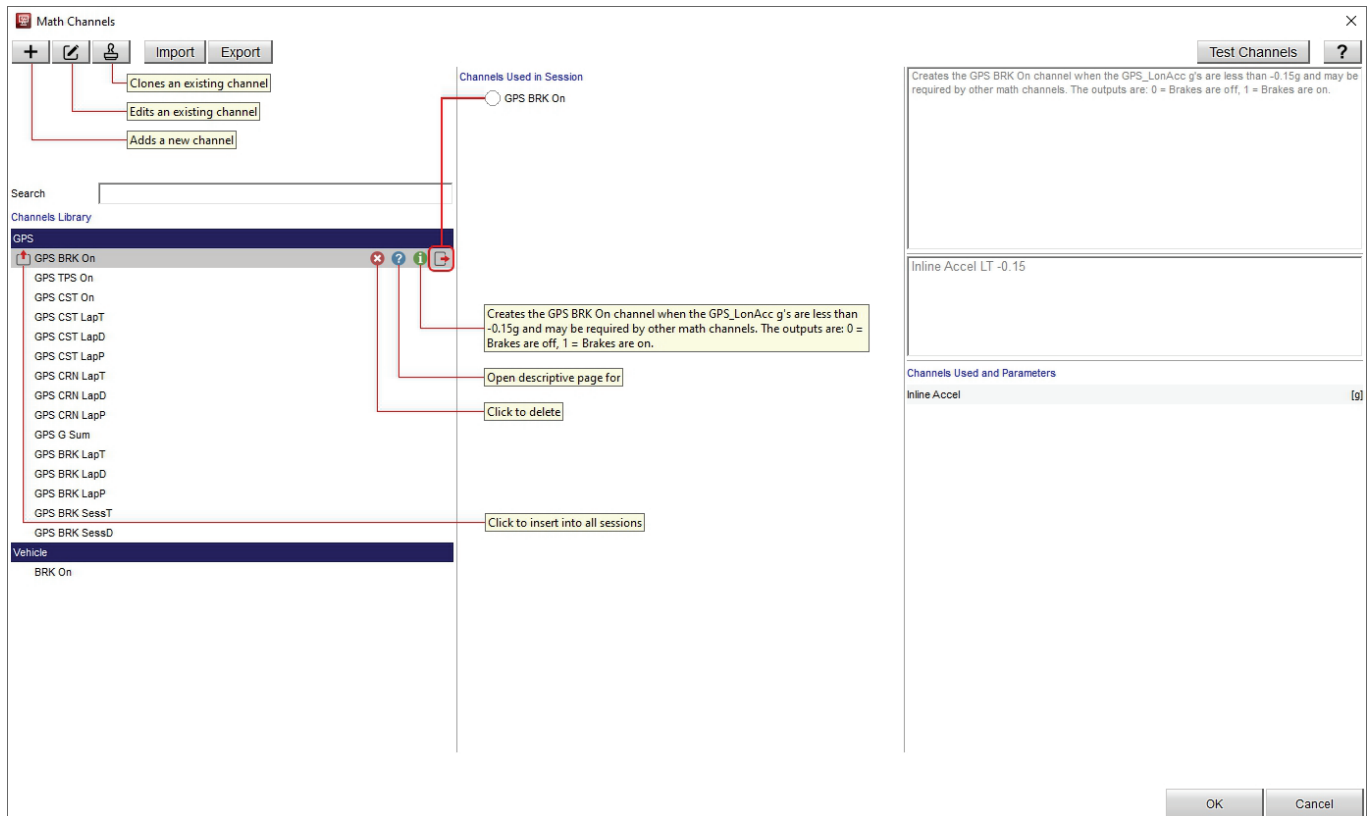 Math Channels
Import Export
Test Channels ?
Clones an existing channel
Edits an existing channel
Adds a new channel
Search
Channels Library
GPS
GPS BRK On
GPS TPS On
GPS CST On
GPS CST LapT
GPS CST LapD
GPS CST LapP
GPS CRN LapT
GPS CRN LapD
GPS CRN LapP
GPS G Sum
GPS BRK LapT
GPS BRK LapD
GPS BRK LapP
GPS BRK SessT
GPS BRK SessD
Vehicle
BRK On
Channels Used in Session
GPS BRK On
Creates the GPS BRK On channel when the GPS_LonAcc g's are less than
-0.15g and may be required by other math channels. The outputs are: 0 =
Brakes are off, 1 = Brakes are on.
Open descriptive page for
Click to delete
Click to insert into all sessions
Creates the GPS BRK On channel when the GPS_LonAcc g's are less than -0.15g and may be
required by other math channels. The outputs are: 0 = Brakes are off, 1 = Brakes are on.
Inline Accel LT -0.15
Channels Used and Parameters
Inline Accel [g]
OK Cancel